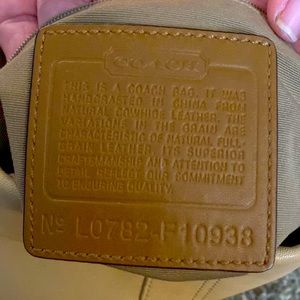 COACH
THIS IS A COACH BAG. IT WAS
HANDCRAFTED IN CHINA FROM
NATURAL COWHIDE LEATHER. THE
VARIATIONS IN THE GRAIN ARE
CHARACTERISTIC OF NATURAL FULL-
GRAIN LEATHER. ITS SUPERIOR
CRAFTSMANSHIP AND ATTENTION TO
DETAIL REFLECT OUR COMMITMENT
TO ENDURING QUALITY.
Nº L0782-F10938